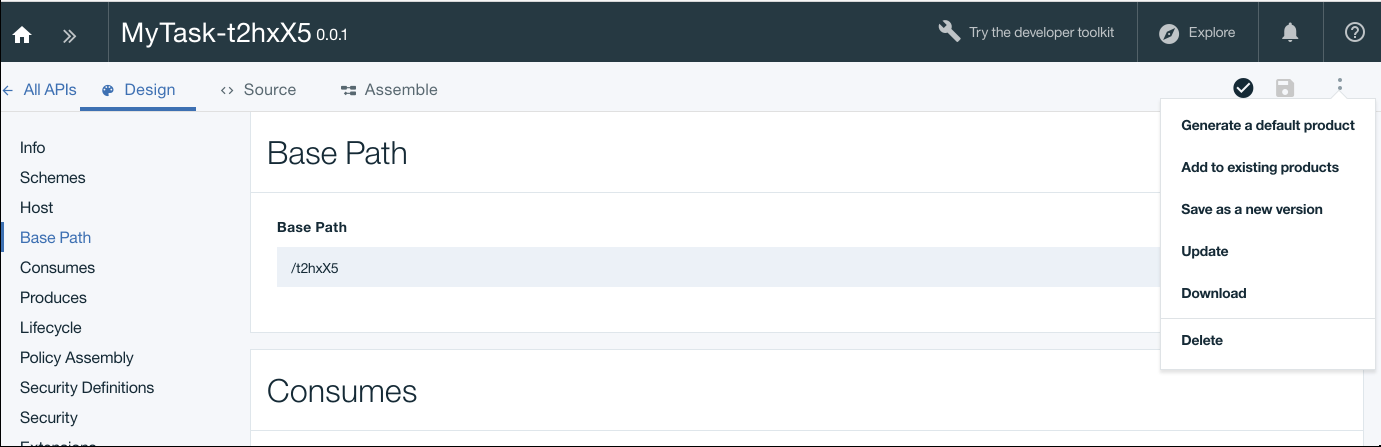 MyTask-t2hxX5 0.0.1
Try the developer toolkit
Explore
All APIs
Design
Source
Assemble
Generate a default product
Add to existing products
Save as a new version
Update
Download
Delete
Info
Schemes
Host
Base Path
Consumes
Produces
Lifecycle
Policy Assembly
Security Definitions
Security
Extensions
Base Path
Base Path
/t2hxX5
Consumes